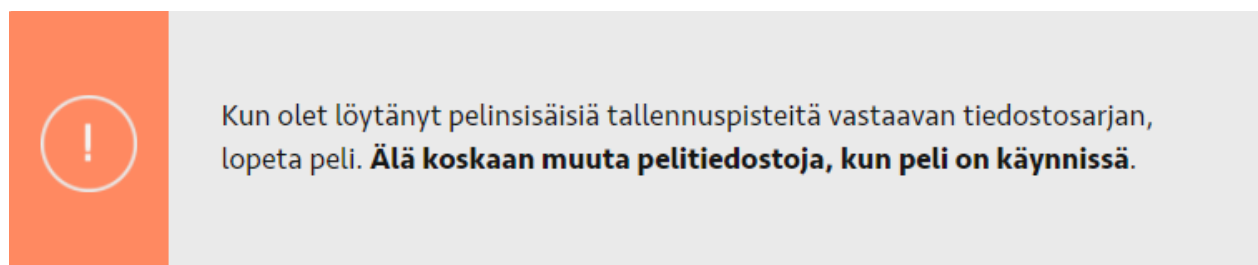 Kun olet löytänyt pelinsisäisiä tallennuspisteitä vastaavan tiedostosarjan,
lopeta peli. Älä koskaan muuta pelitiedostoja, kun peli on käynnissä.